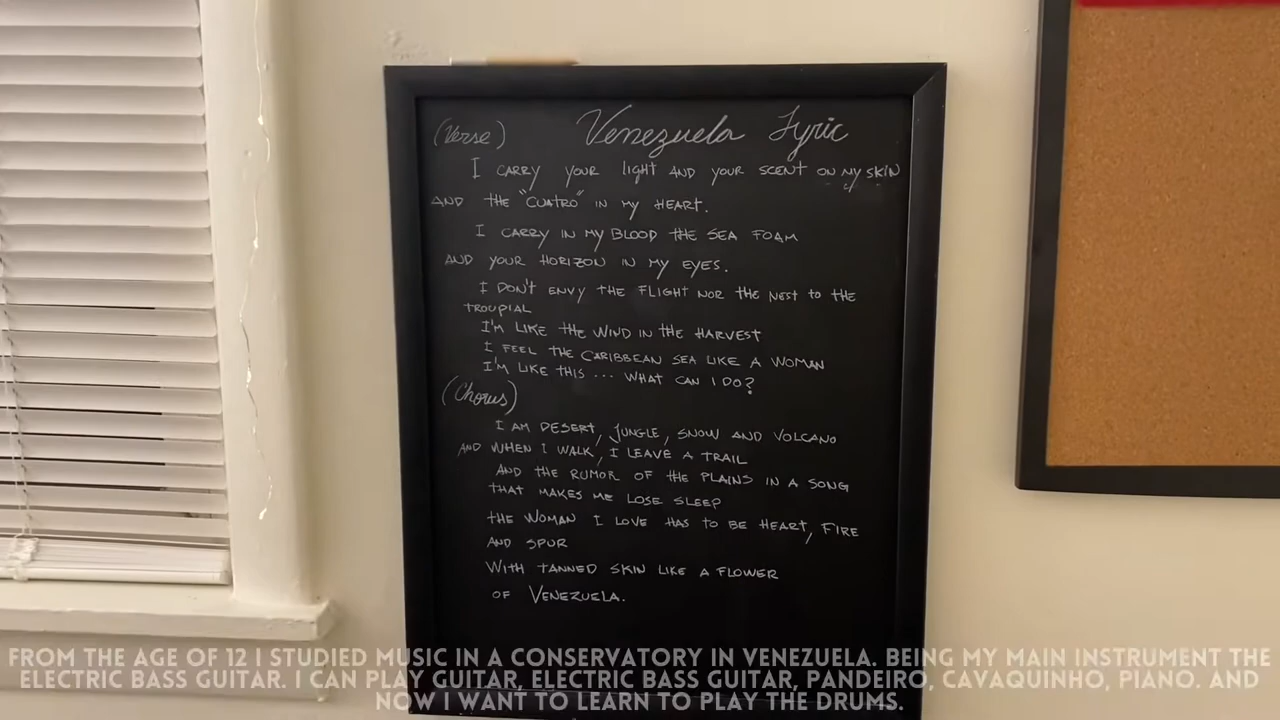 (Verse) Venezuela Lyric
I CARRY YOUR light AND YOUR SCENT ON MY SKIN
AND THE "CUATRO" IN MY HEART.
I CARRY IN MY BLOOD THE SEA FOAM
AND YOUR HORIZON IN MY EYES.
I DON'T ENVY THE FLIGHT NOR THE NEST TO THE
TROUPIAL
I'M LIKE THE WIND IN THE HARVEST
I FEEL THE CARIBBEAN SEA LIKE A WOMAN
I'M LIKE THIS... WHAT CAN I DO?
(Chorus)
I AM DESERT, JUNGLE, SNOW AND VOLCANO
AND WHEN I WALK, I LEAVE A TRAIL
AND THE RUMOR OF THE PLAINS IN A SONG
THAT MAKES ME LOSE SLEEP
THE WOMAN I LOVE HAS TO BE HEART, FIRE
AND SPUR
WITH TANNED SKIN LIKE A FLOWER
OF VENEZUELA.
FROM THE AGE OF 12 I STUDIED MUSIC IN A CONSERVATORY IN VENEZUELA. BEING MY MAIN INSTRUMENT THE
ELECTRIC BASS GUITAR. I CAN PLAY GUITAR, ELECTRIC BASS GUITAR, PANDEIRO, CAVAQUINHO, PIANO. AND
NOW I WANT TO LEARN TO PLAY THE DRUMS.